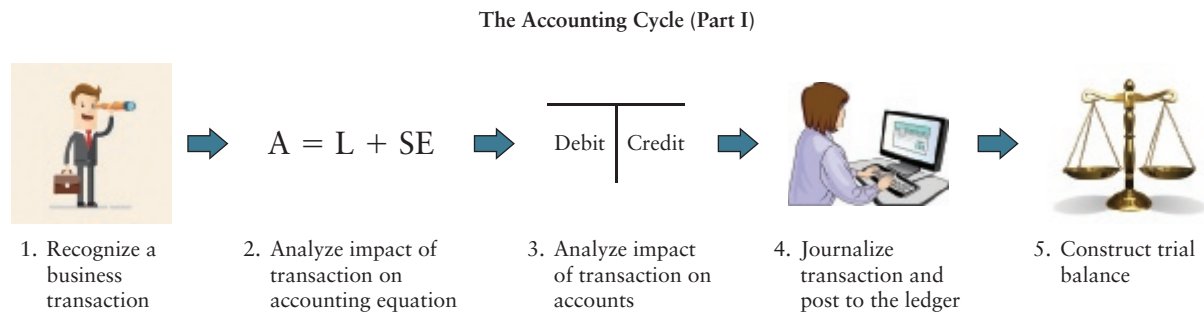 The Accounting Cycle (Part I)
A = L + SE
Debit Credit
1. Recognize a
business
transaction
2. Analyze impact of
transaction on
accounting equation
3. Analyze impact
of transaction on
accounts
4. Journalize
transaction and
post to the ledger
5. Construct trial
balance